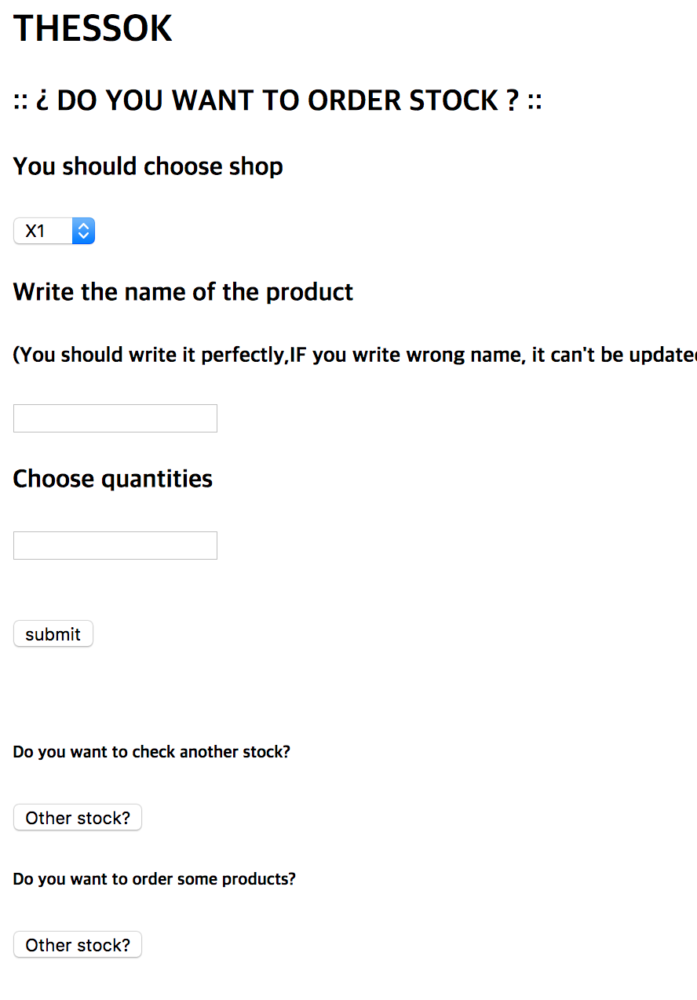 THESSOK
:: ¿ DO YOU WANT TO ORDER STOCK ? ::
You should choose shop
X1
Write the name of the product
(You should write it perfectly,IF you write wrong name, it can't be update
Choose quantities
submit
Do you want to check another stock?
Other stock?
Do you want to order some products?
Other stock?